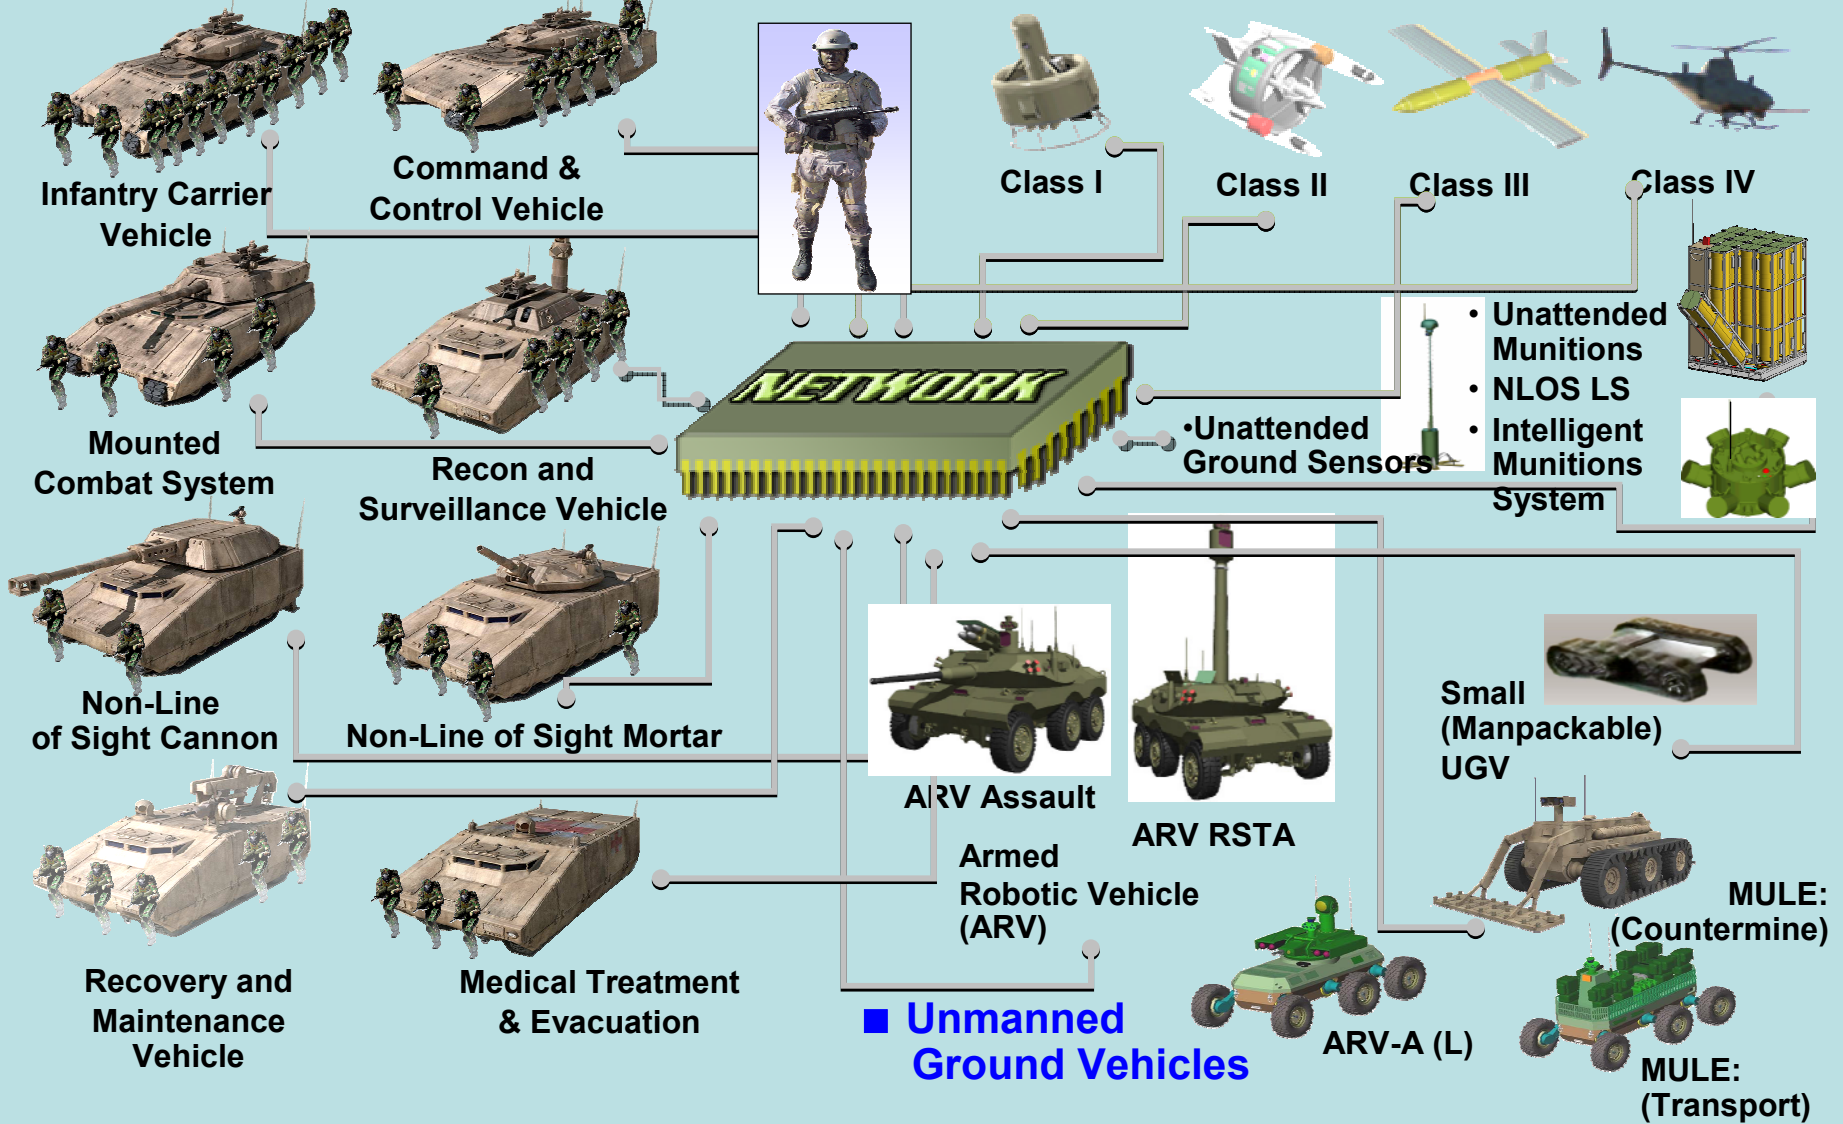 Infantry Carrier
Vehicle
Command &
Control Vehicle
Class I
Class II
Class III
Class IV
Mounted
Combat System
Recon and
Surveillance Vehicle
NETWORK
•Unattended
Ground Sensors
• Unattended
Munitions
• NLOS LS
• Intelligent
Munitions
System
Non-Line
of Sight Cannon
Non-Line of Sight Mortar
ARV Assault
ARV RSTA
Armed
Robotic Vehicle
(ARV)
Small
(Manpackable)
UGV
MULE:
(Countermine)
Recovery and
Maintenance
Vehicle
Medical Treatment
& Evacuation
■ Unmanned
Ground Vehicles
ARV-A (L)
MULE:
(Transport)